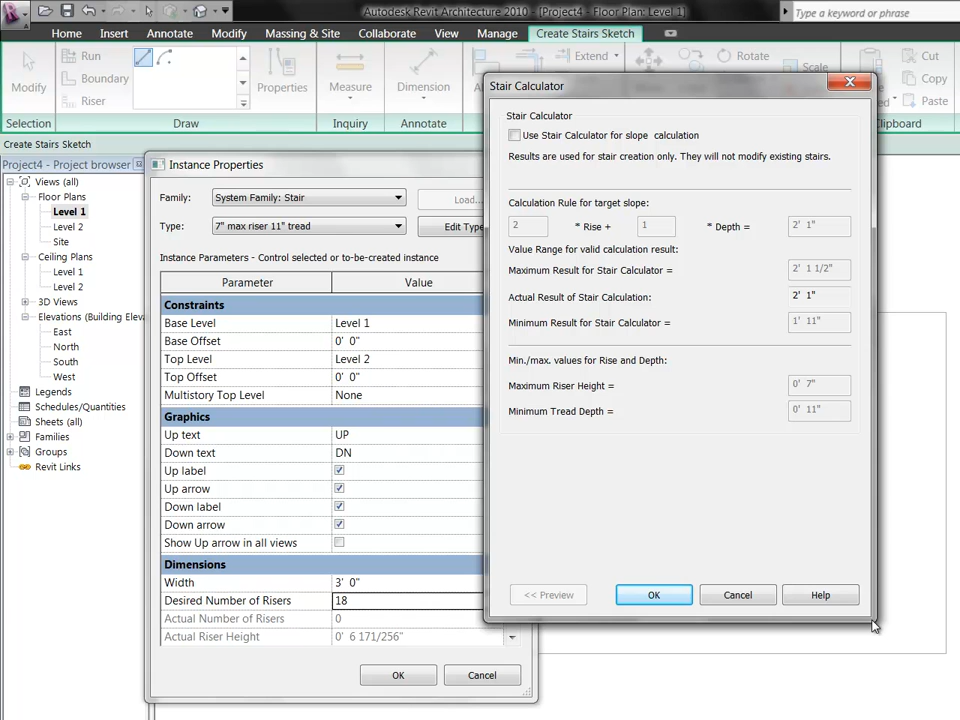 Autodesk Revit Architecture 2010 - [Project4 - Floor Plan: Level 1]
Type a keyword or phrase
Home Insert Annotate Modify Massing & Site Collaborate View Manage Create Stairs Sketch
Run
Boundary
Riser
Modify
Properties
Measure
Dimension
Extend
Rotate
Scale
Cut
Copy
Paste
Selection Draw Inquiry Annotate Clipboard
Create Stairs Sketch
Project4 - Project browser
Views (all)
Floor Plans
Level 1
Level 2
Site
Ceiling Plans
Level 1
Level 2
3D Views
Elevations (Building Eleva
East
North
South
West
Legends
Schedules/Quantities
Sheets (all)
Families
Groups
Revit Links
Instance Properties
Family: System Family: Stair Load...
Type: 7" max riser 11" tread Edit Type
Instance Parameters - Control selected or to-be-created instance
Parameter Value
Constraints
Base Level Level 1
Base Offset 0' 0"
Top Level Level 2
Top Offset 0' 0"
Multistory Top Level None
Graphics
Up text UP
Down text DN
Up label
Up arrow
Down label
Down arrow
Show Up arrow in all views
Dimensions
Width 3' 0"
Desired Number of Risers 18
Actual Number of Risers 0
Actual Riser Height 0' 6 171/256"
OK Cancel
Stair Calculator
Stair Calculator
Use Stair Calculator for slope calculation
Results are used for stair creation only. They will not modify existing stairs.
Calculation Rule for target slope:
2 * Rise + 1 * Depth = 2' 1"
Value Range for valid calculation result:
Maximum Result for Stair Calculator = 2' 1 1/2"
Actual Result of Stair Calculation: 2' 1"
Minimum Result for Stair Calculator = 1' 11"
Min./max. values for Rise and Depth:
Maximum Riser Height = 0' 7"
Minimum Tread Depth = 0' 11"
<< Preview OK Cancel Help